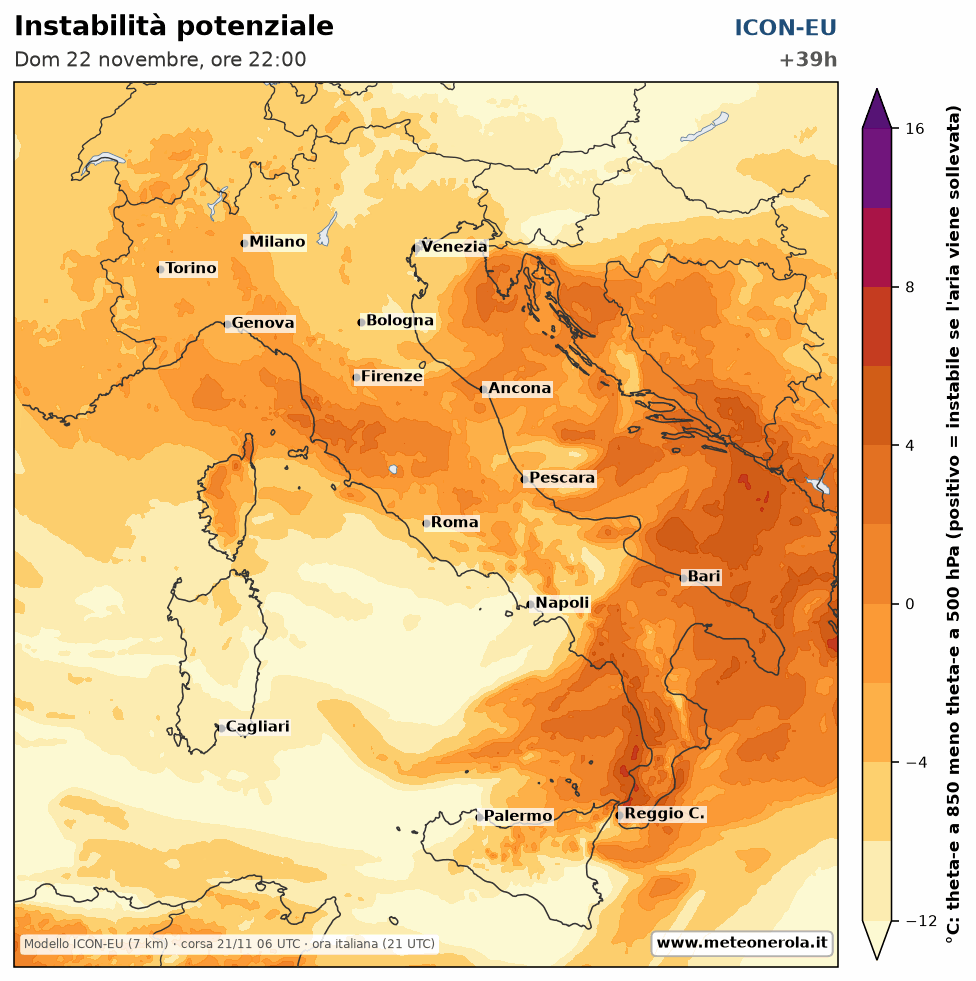 Instabilità potenziale
ICON-EU
Dom 22 novembre, ore 22:00
+39h
Milano
Venezia
Torino
Genova
Bologna
Firenze
Ancona
Pescara
Roma
Bari
Napoli
Cagliari
Palermo
Reggio C.
Modello ICON-EU (7 km) · corsa 21/11 06 UTC · ora italiana (21 UTC)
www.meteonerola.it
16
8
4
0
−4
−12
°C: theta-e a 850 meno theta-e a 500 hPa (positivo = instabile se l'aria viene sollevata)